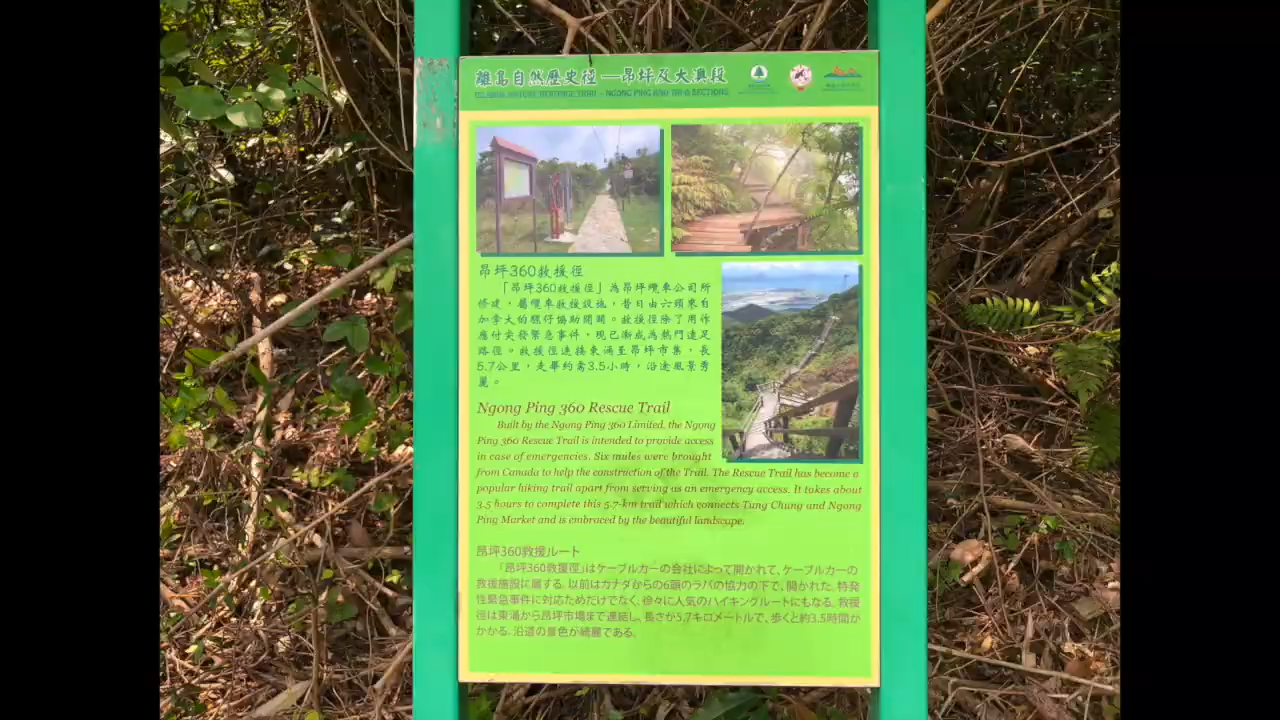 離島自然歷史徑—昂坪及大澳段
ISLANDS NATURE HERITAGE TRAIL - NGONG PING AND TAI O SECTIONS
昂坪360救援徑
「昂坪360救援徑」為昂坪纜車公司所
修建，屬纜車救援設施，昔日由六頭來自
加拿大的騾仔協助開闢。救援徑除了用作
應付突發緊急事件，現已漸成為熱門遠足
路徑。救援徑連接東涌至昂坪市集，長
5.7公里，走畢約需3.5小時，沿途風景秀
麗。
Ngong Ping 360 Rescue Trail
Built by the Ngong Ping 360 Limited, the Ngong
Ping 360 Rescue Trail is intended to provide access
in case of emergencies. Six mules were brought
from Canada to help the construction of the Trail. The Rescue Trail has become a
popular hiking trail apart from serving as an emergency access. It takes about
3.5 hours to complete this 5.7-km trail which connects Tung Chung and Ngong
Ping Market and is embraced by the beautiful landscape.
昂坪360救援ルート
「昂坪360救援徑」はケーブルカーの会社によって開かれて、ケーブルカーの
救援施設に属する。以前はカナダからの6頭のラバの協力の下で、開かれた。特発
性緊急事件に対応ためだけでなく、徐々に人気のハイキングルートにもなる。救援
径は東涌から昂坪市場まで連結し、長さが5.7キロメートルで、歩くと約3.5時間か
かかる。沿道の景色が綺麗である。